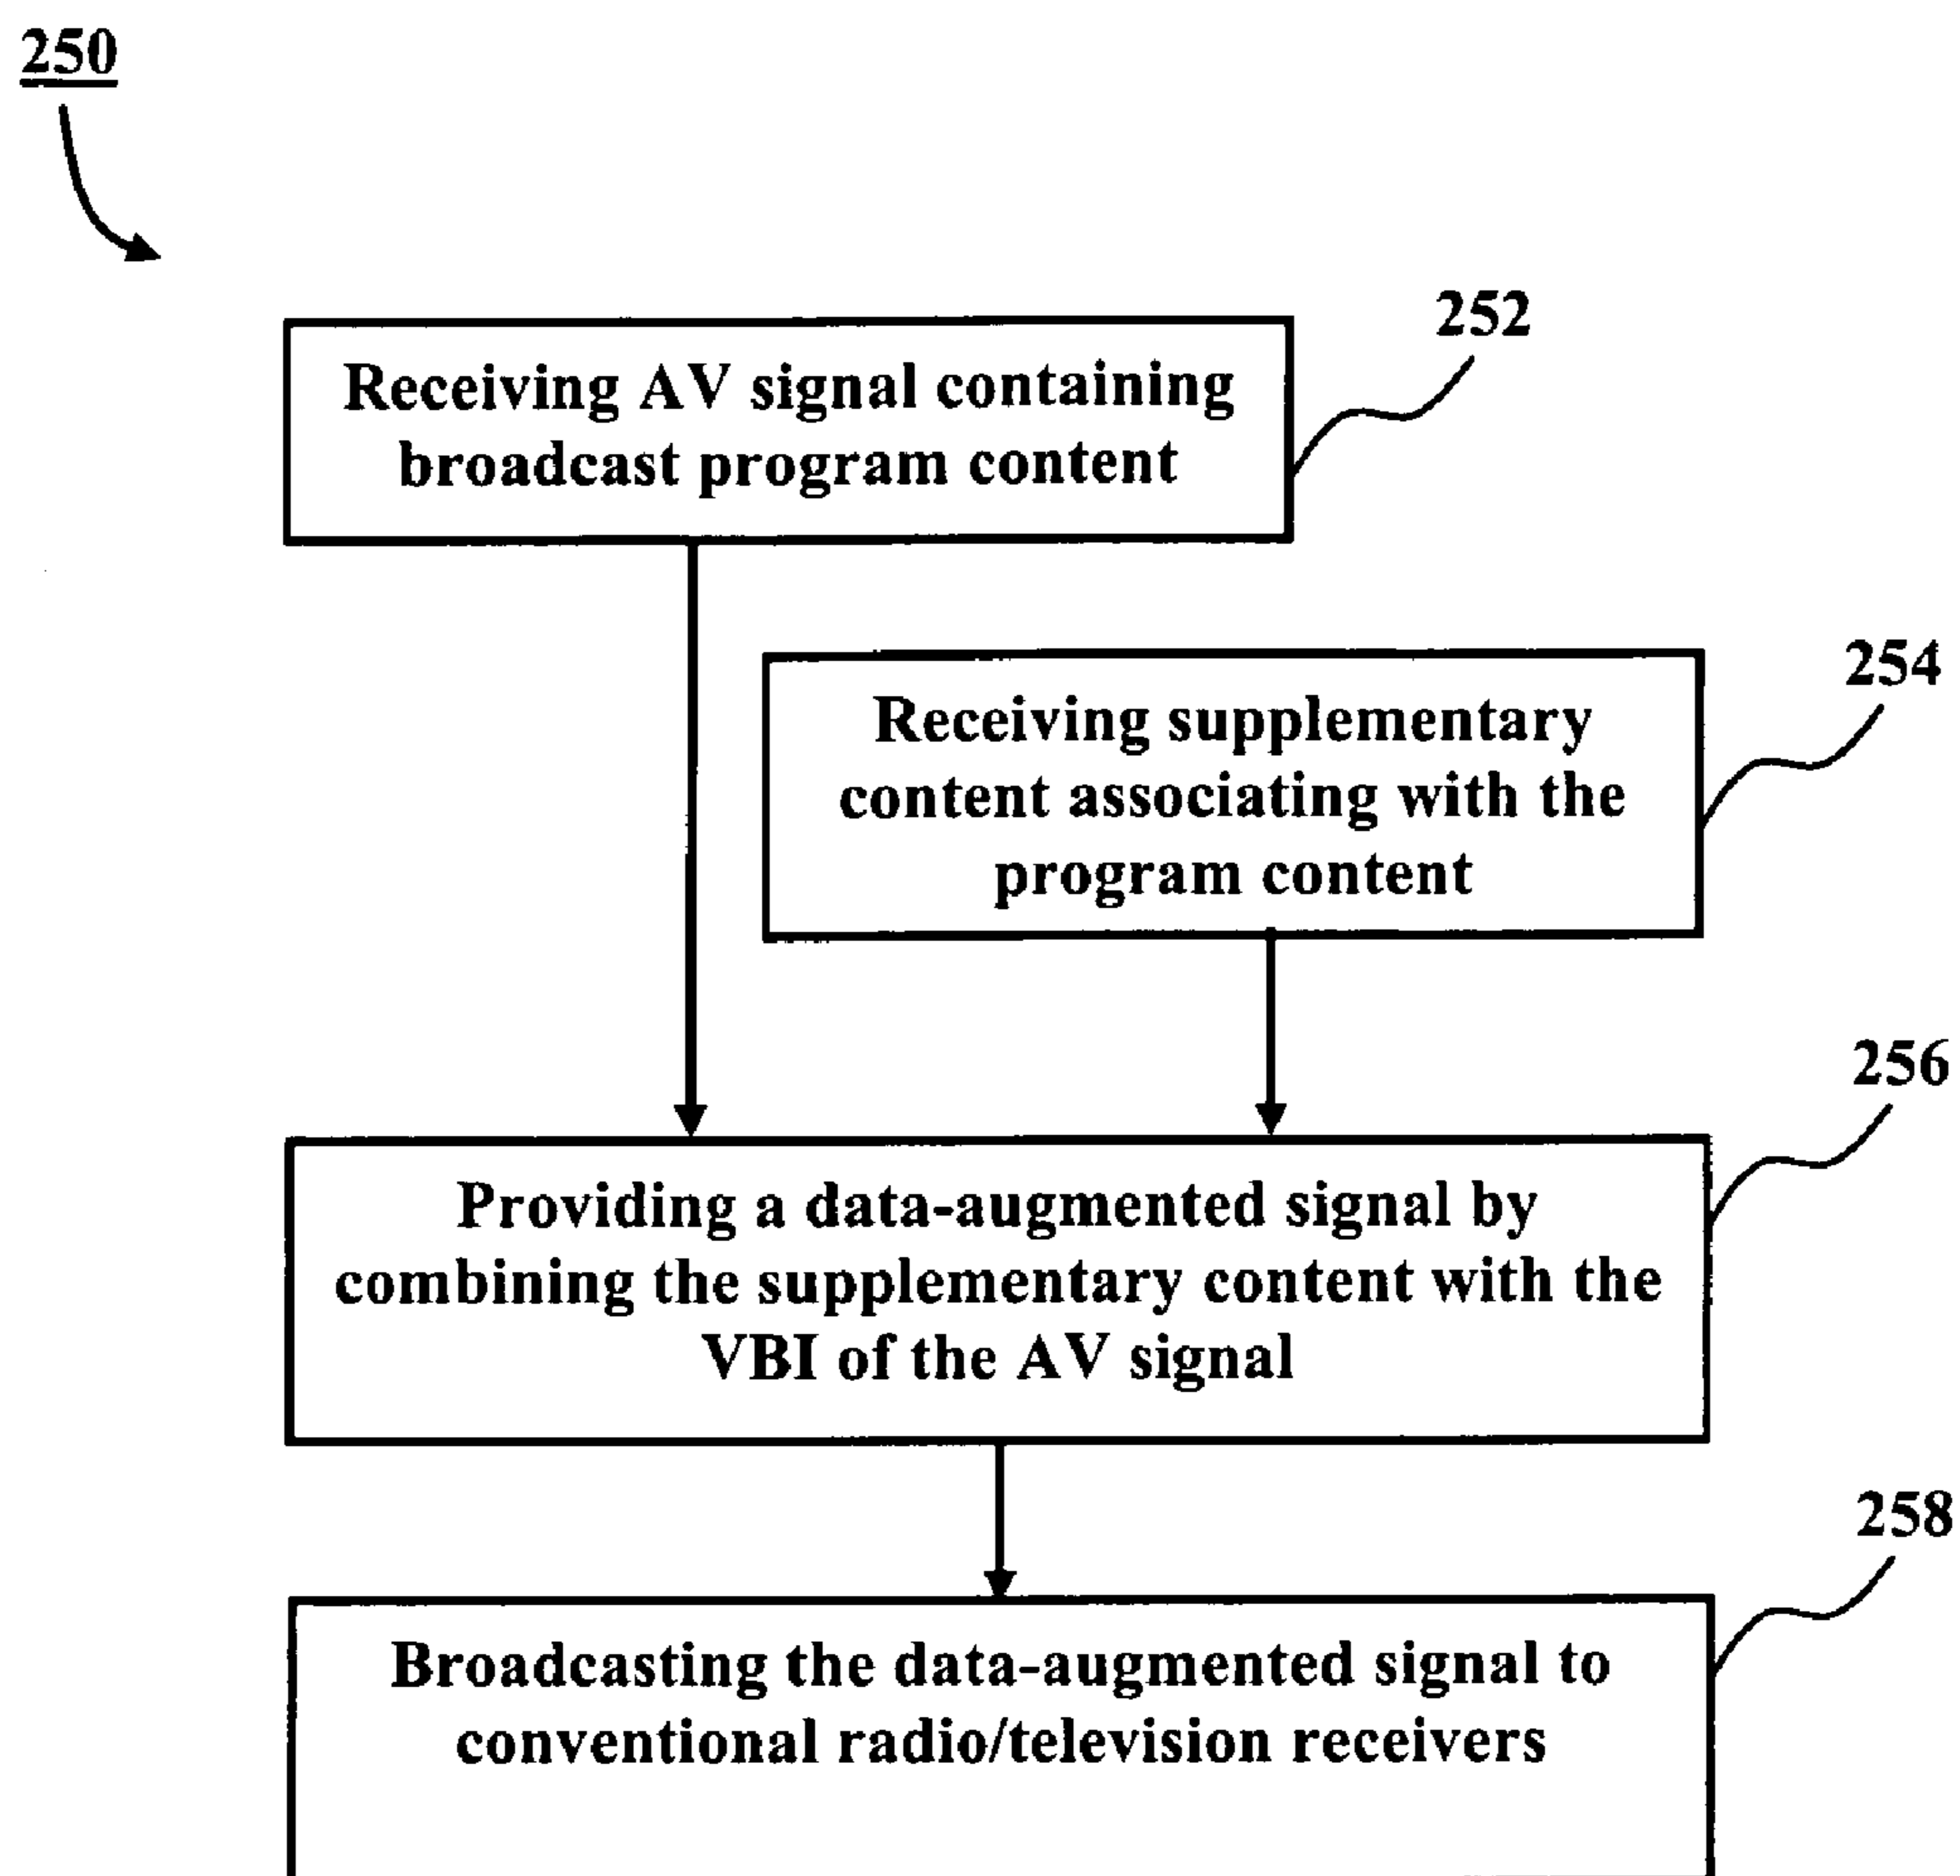 250
252
Receiving AV signal containing
broadcast program content
254
Receiving supplementary
content associating with the
program content
256
Providing a data-augmented signal by
combining the supplementary content with the
VBI of the AV signal
258
Broadcasting the data-augmented signal to
conventional radio/television receivers